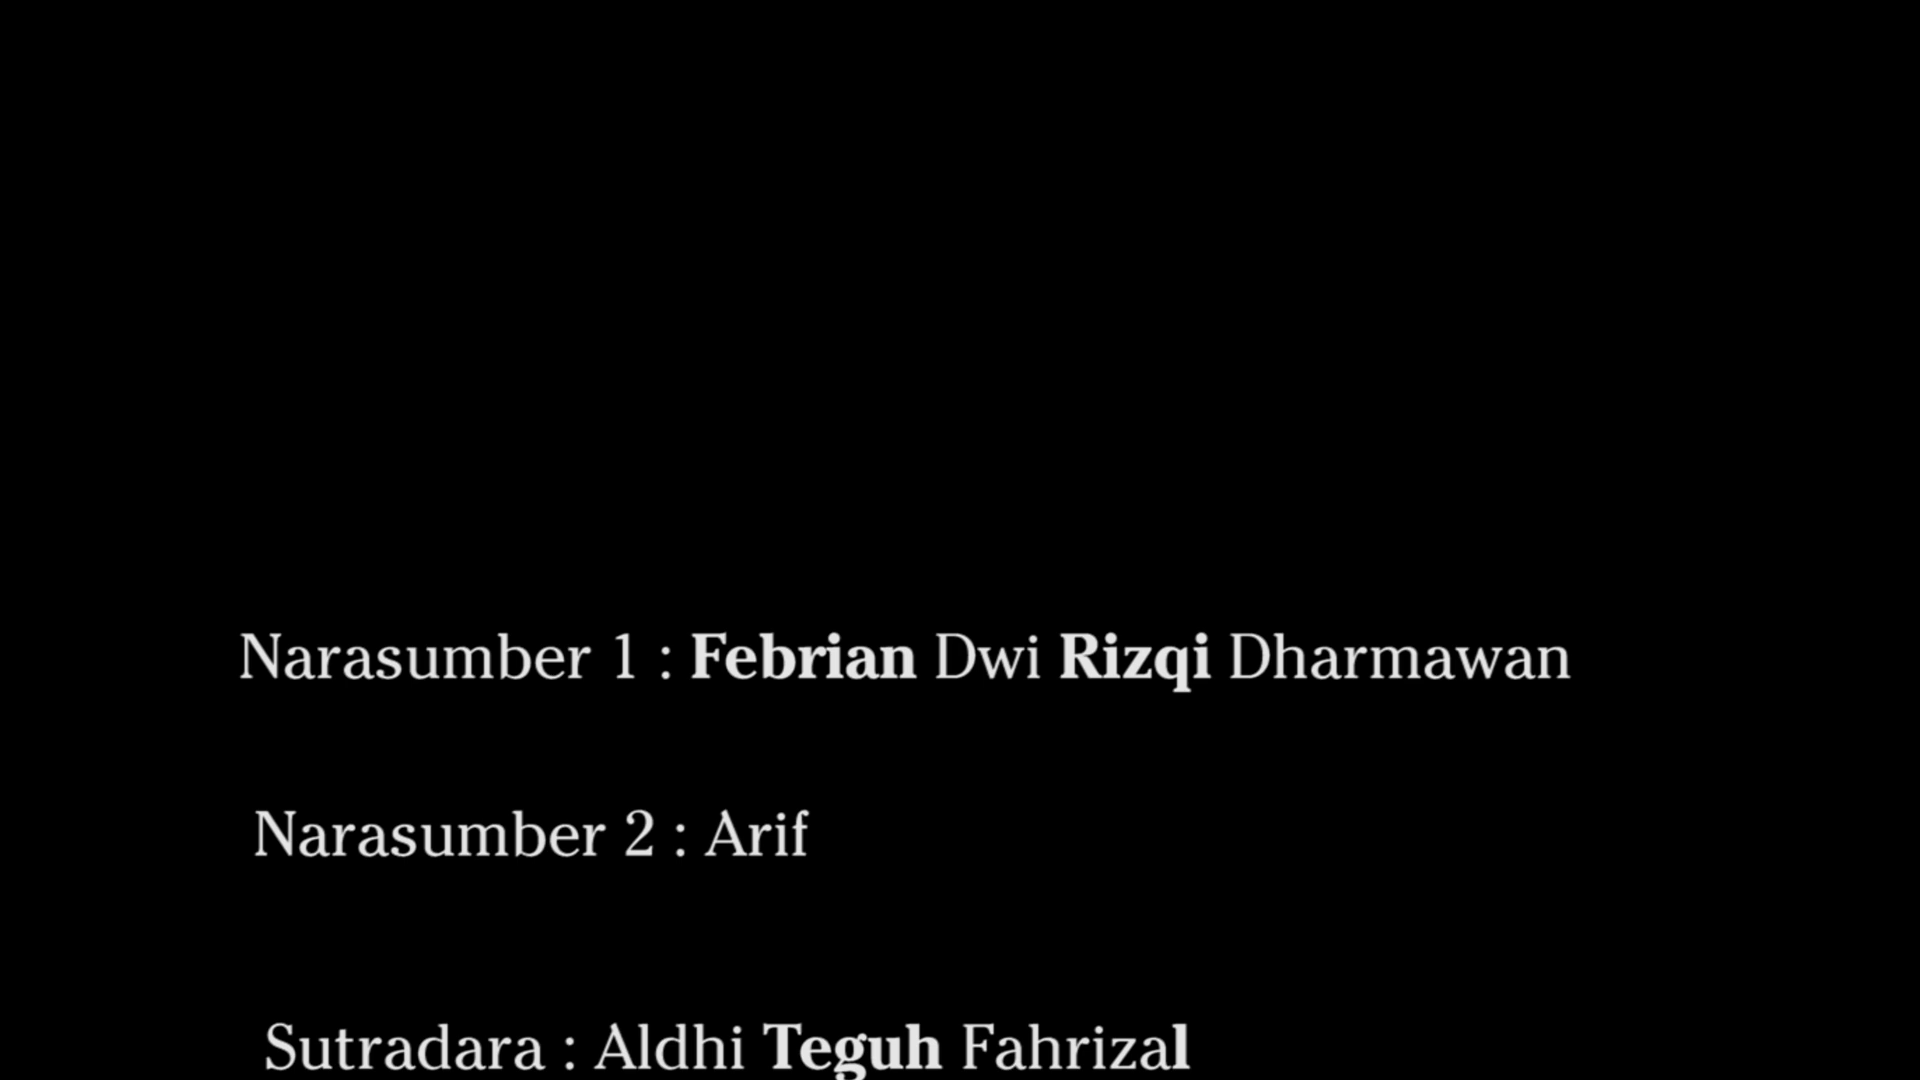 Narasumber 1 : Febrian Dwi Rizqi Dharmawan
Narasumber 2 : Arif
Sutradara : Aldhi Teguh Fahrizal